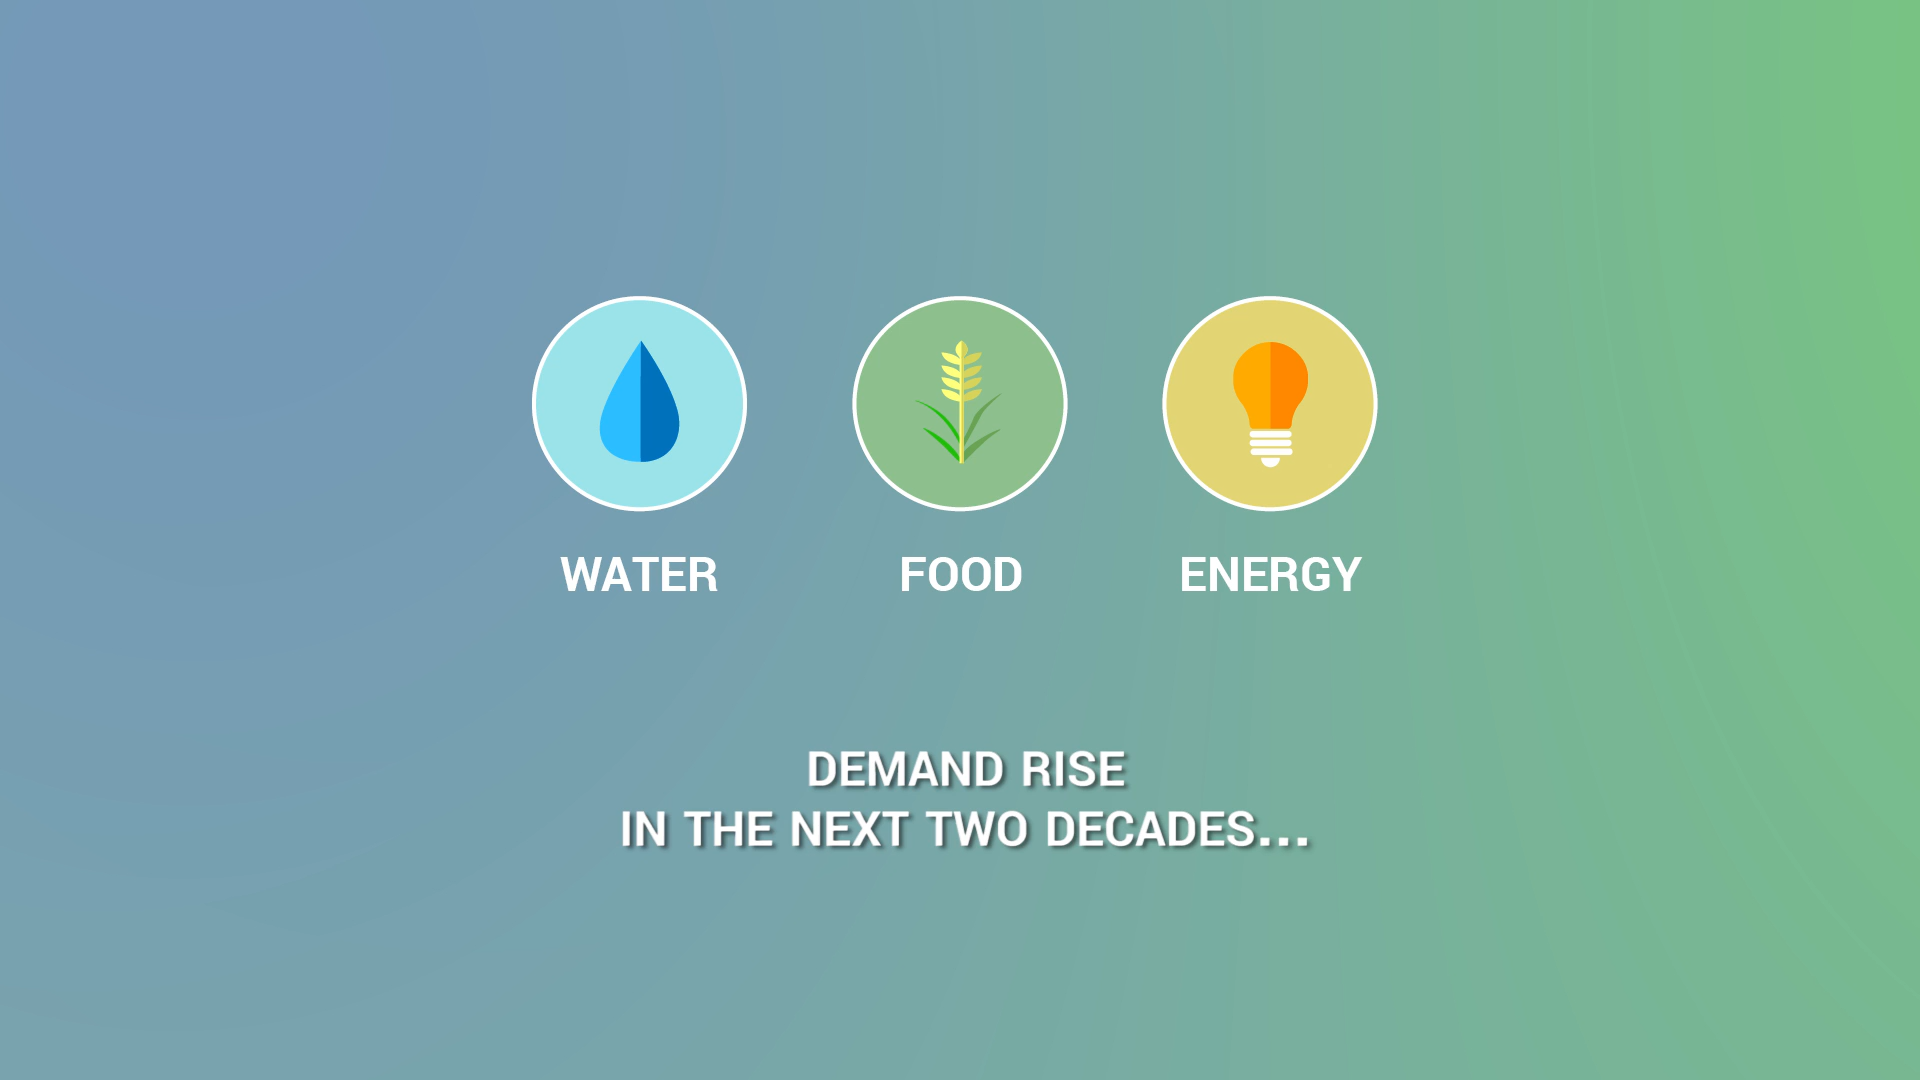 WATER
FOOD
ENERGY
DEMAND RISE
IN THE NEXT TWO DECADES...